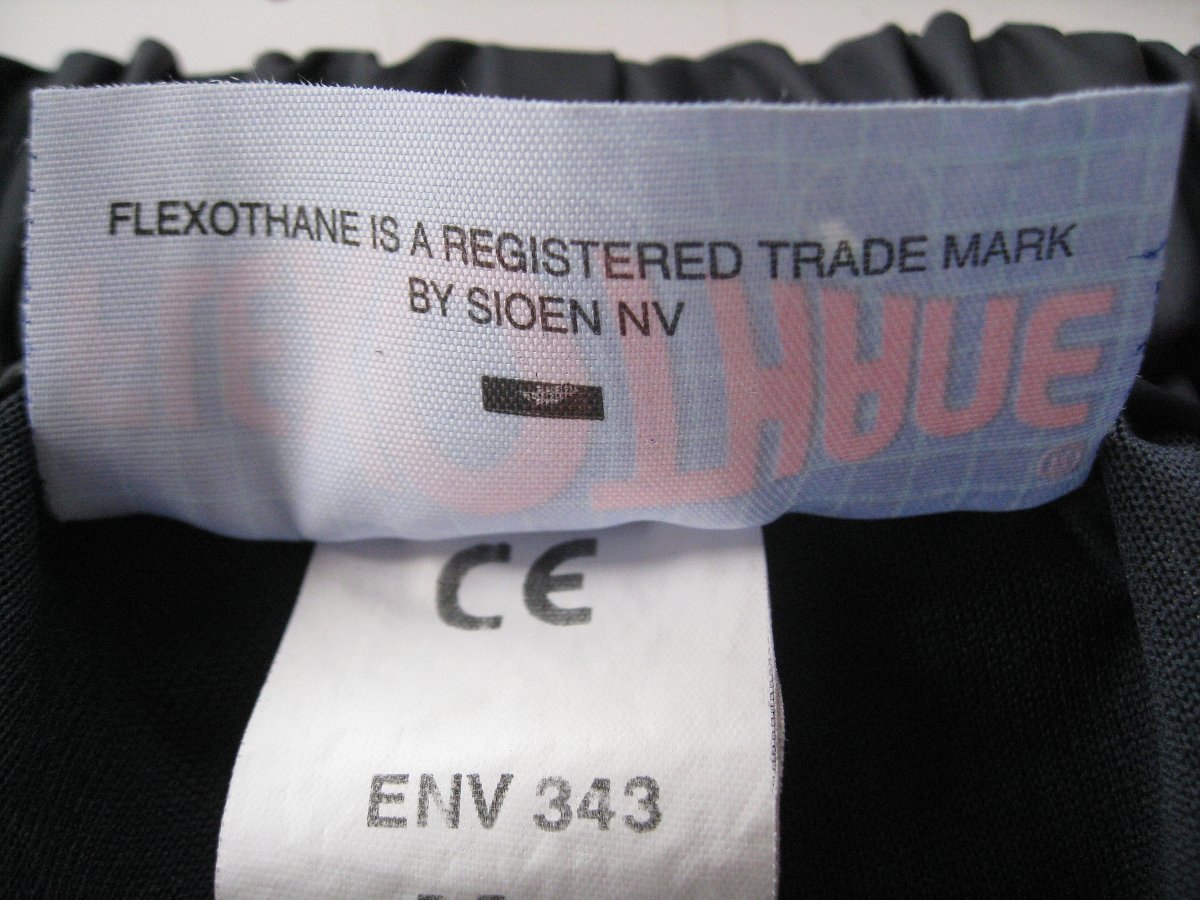 FLEXOTHANE IS A REGISTERED TRADE MARK
BY SIOEN NV
CE
ENV 343